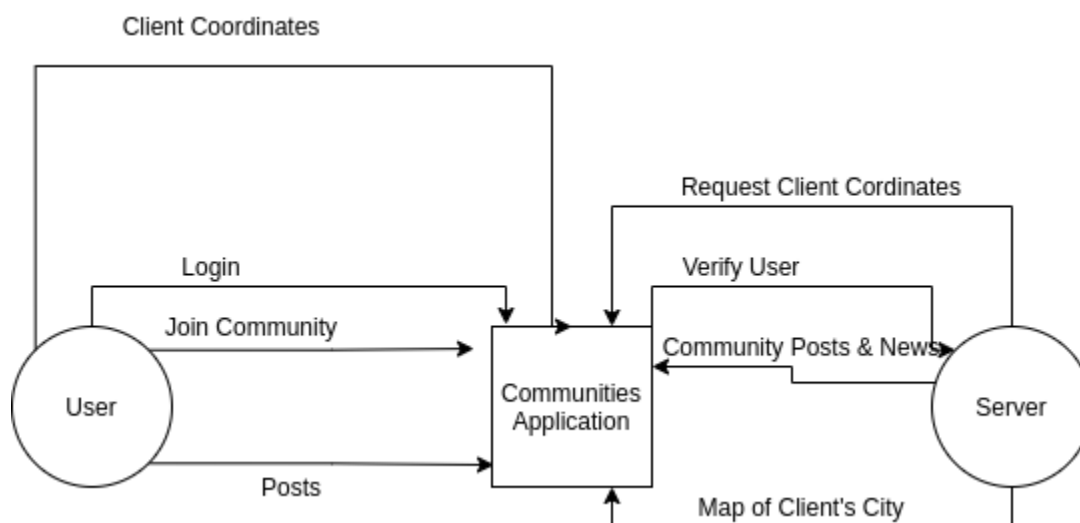 Client Coordinates
Request Client Cordinates
Login
Verify User
Join Community
Community Posts & News
Communities
Application
User
Server
Posts
Map of Client's City